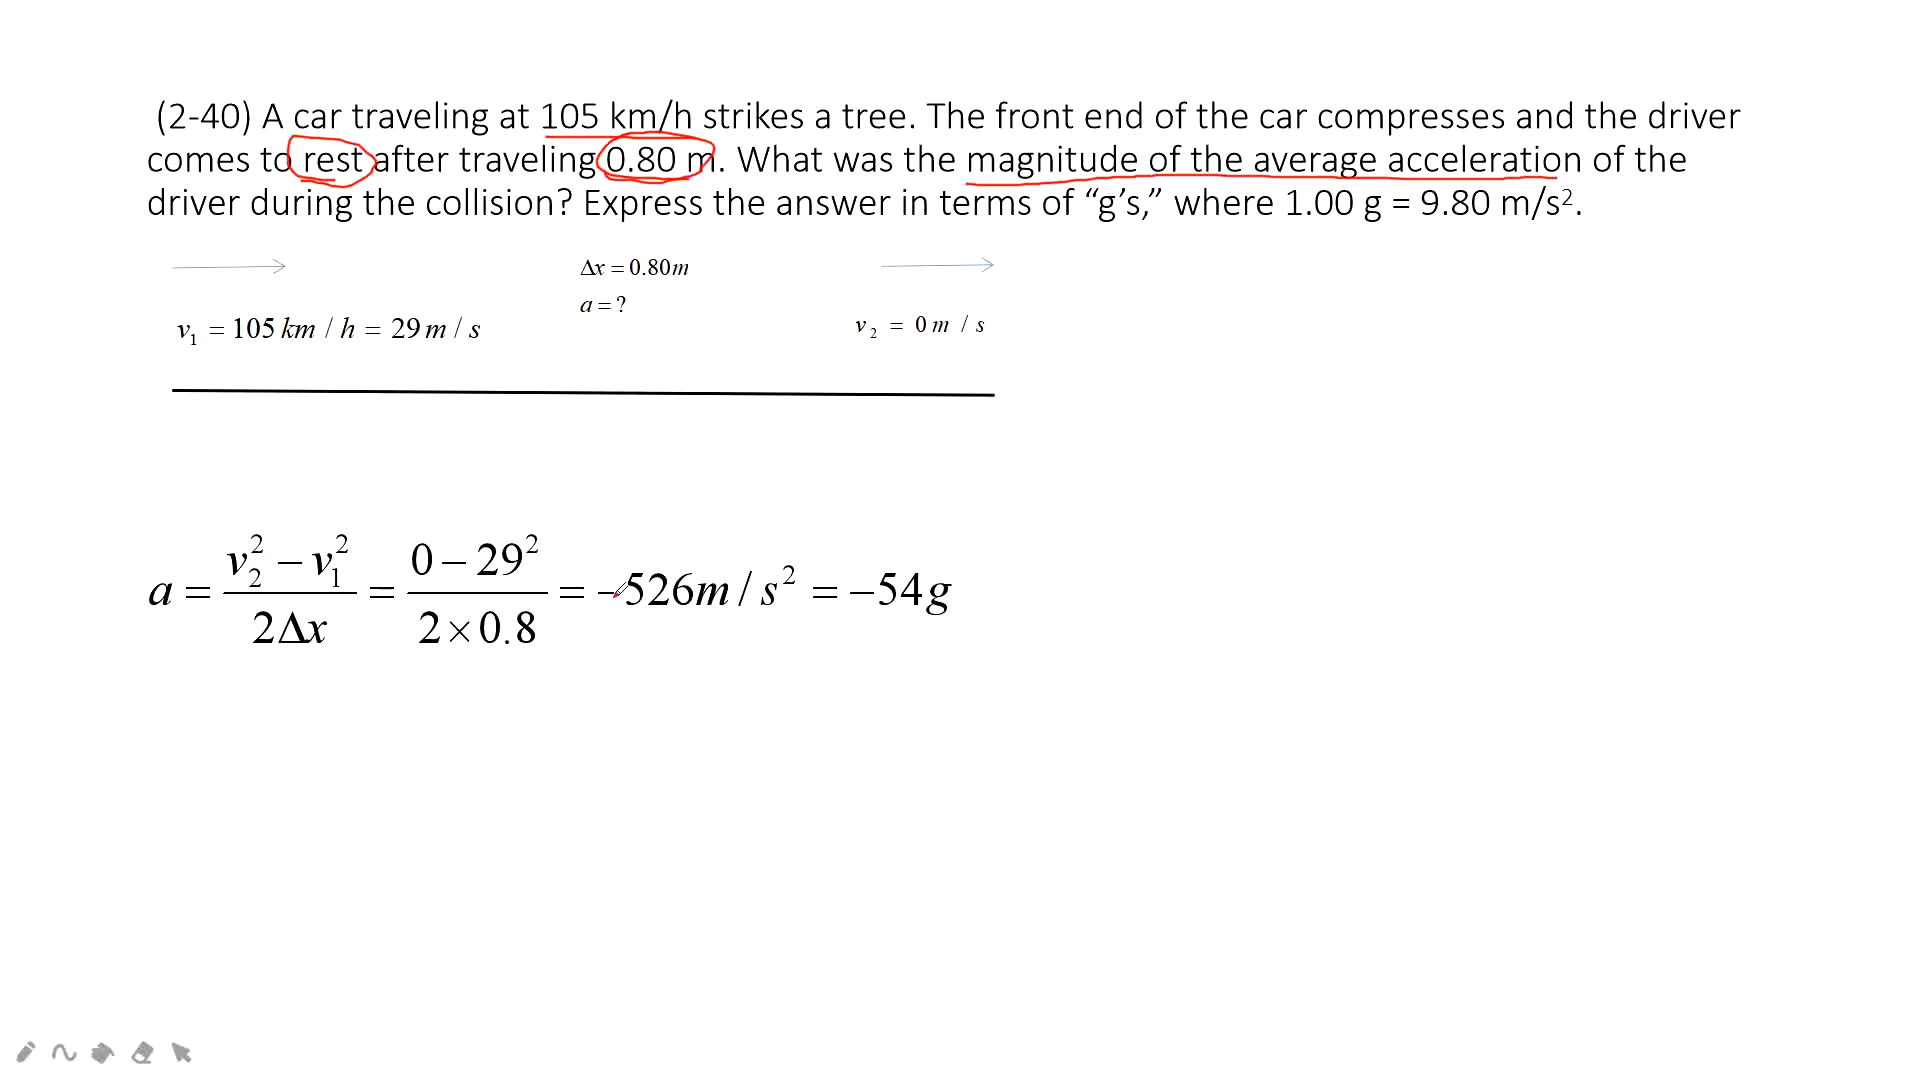 (2-40) A car traveling at 105 km/h strikes a tree. The front end of the car compresses and the driver
comes to rest after traveling 0.80 m. What was the magnitude of the average acceleration of the
driver during the collision? Express the answer in terms of “g’s,” where 1.00 g = 9.80 m/s².
Δx = 0.80m
a = ?
v₁ = 105 km / h = 29 m / s
v₂ = 0 m / s
a = (v₂² − v₁²) / (2Δx) = (0 − 29²) / (2 × 0.8) = −526m / s² = −54g